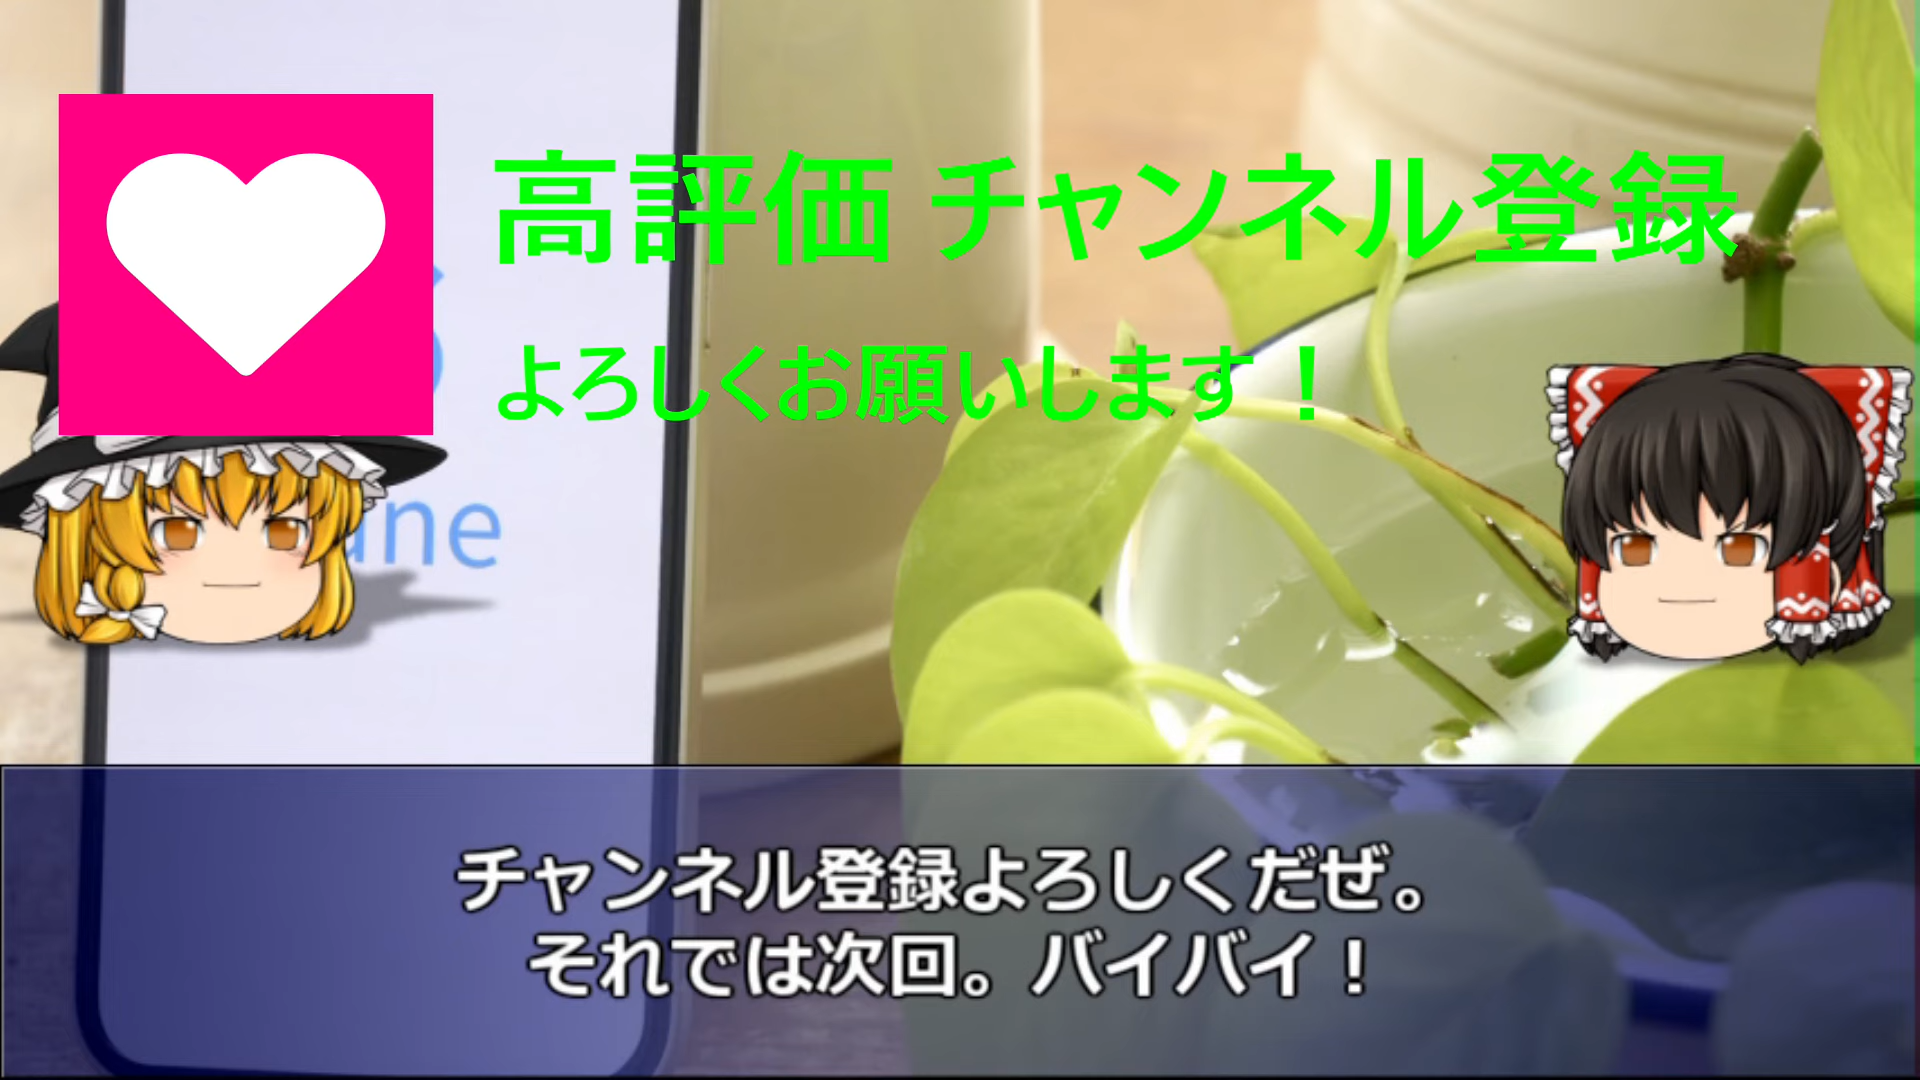 高評価 チャンネル登録
よろしくお願いします！
ne
チャンネル登録よろしくだぜ。
それでは次回。バイバイ！